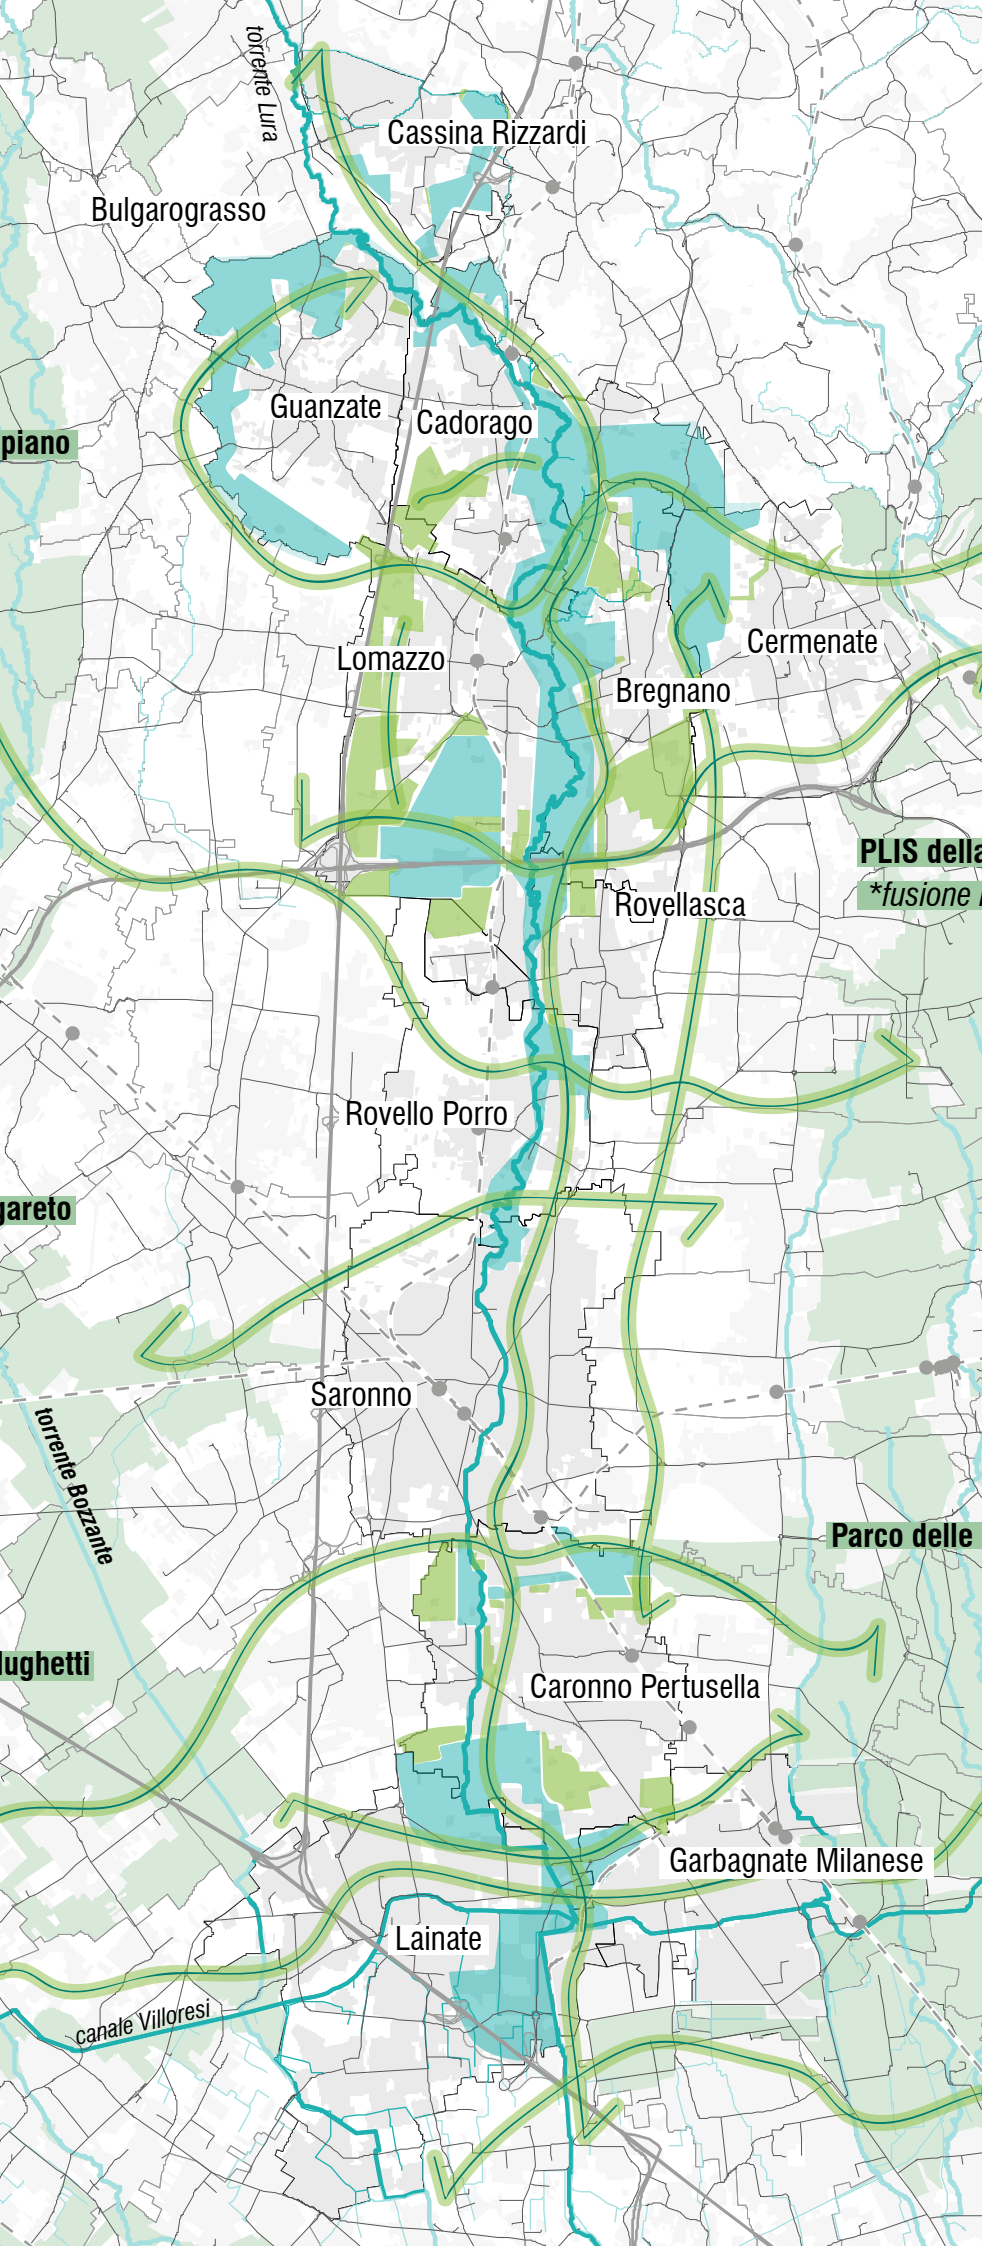 torrente Lura
Cassina Rizzardi
Bulgarograsso
Guanzate
Cadorago
piano
Cermenate
Lomazzo
Bregnano
PLIS della
*fusione
Rovellasca
Rovello Porro
gareto
Saronno
torrente Bozzante
Parco delle
lughetti
Caronno Pertusella
Garbagnate Milanese
Lainate
canale Villoresi